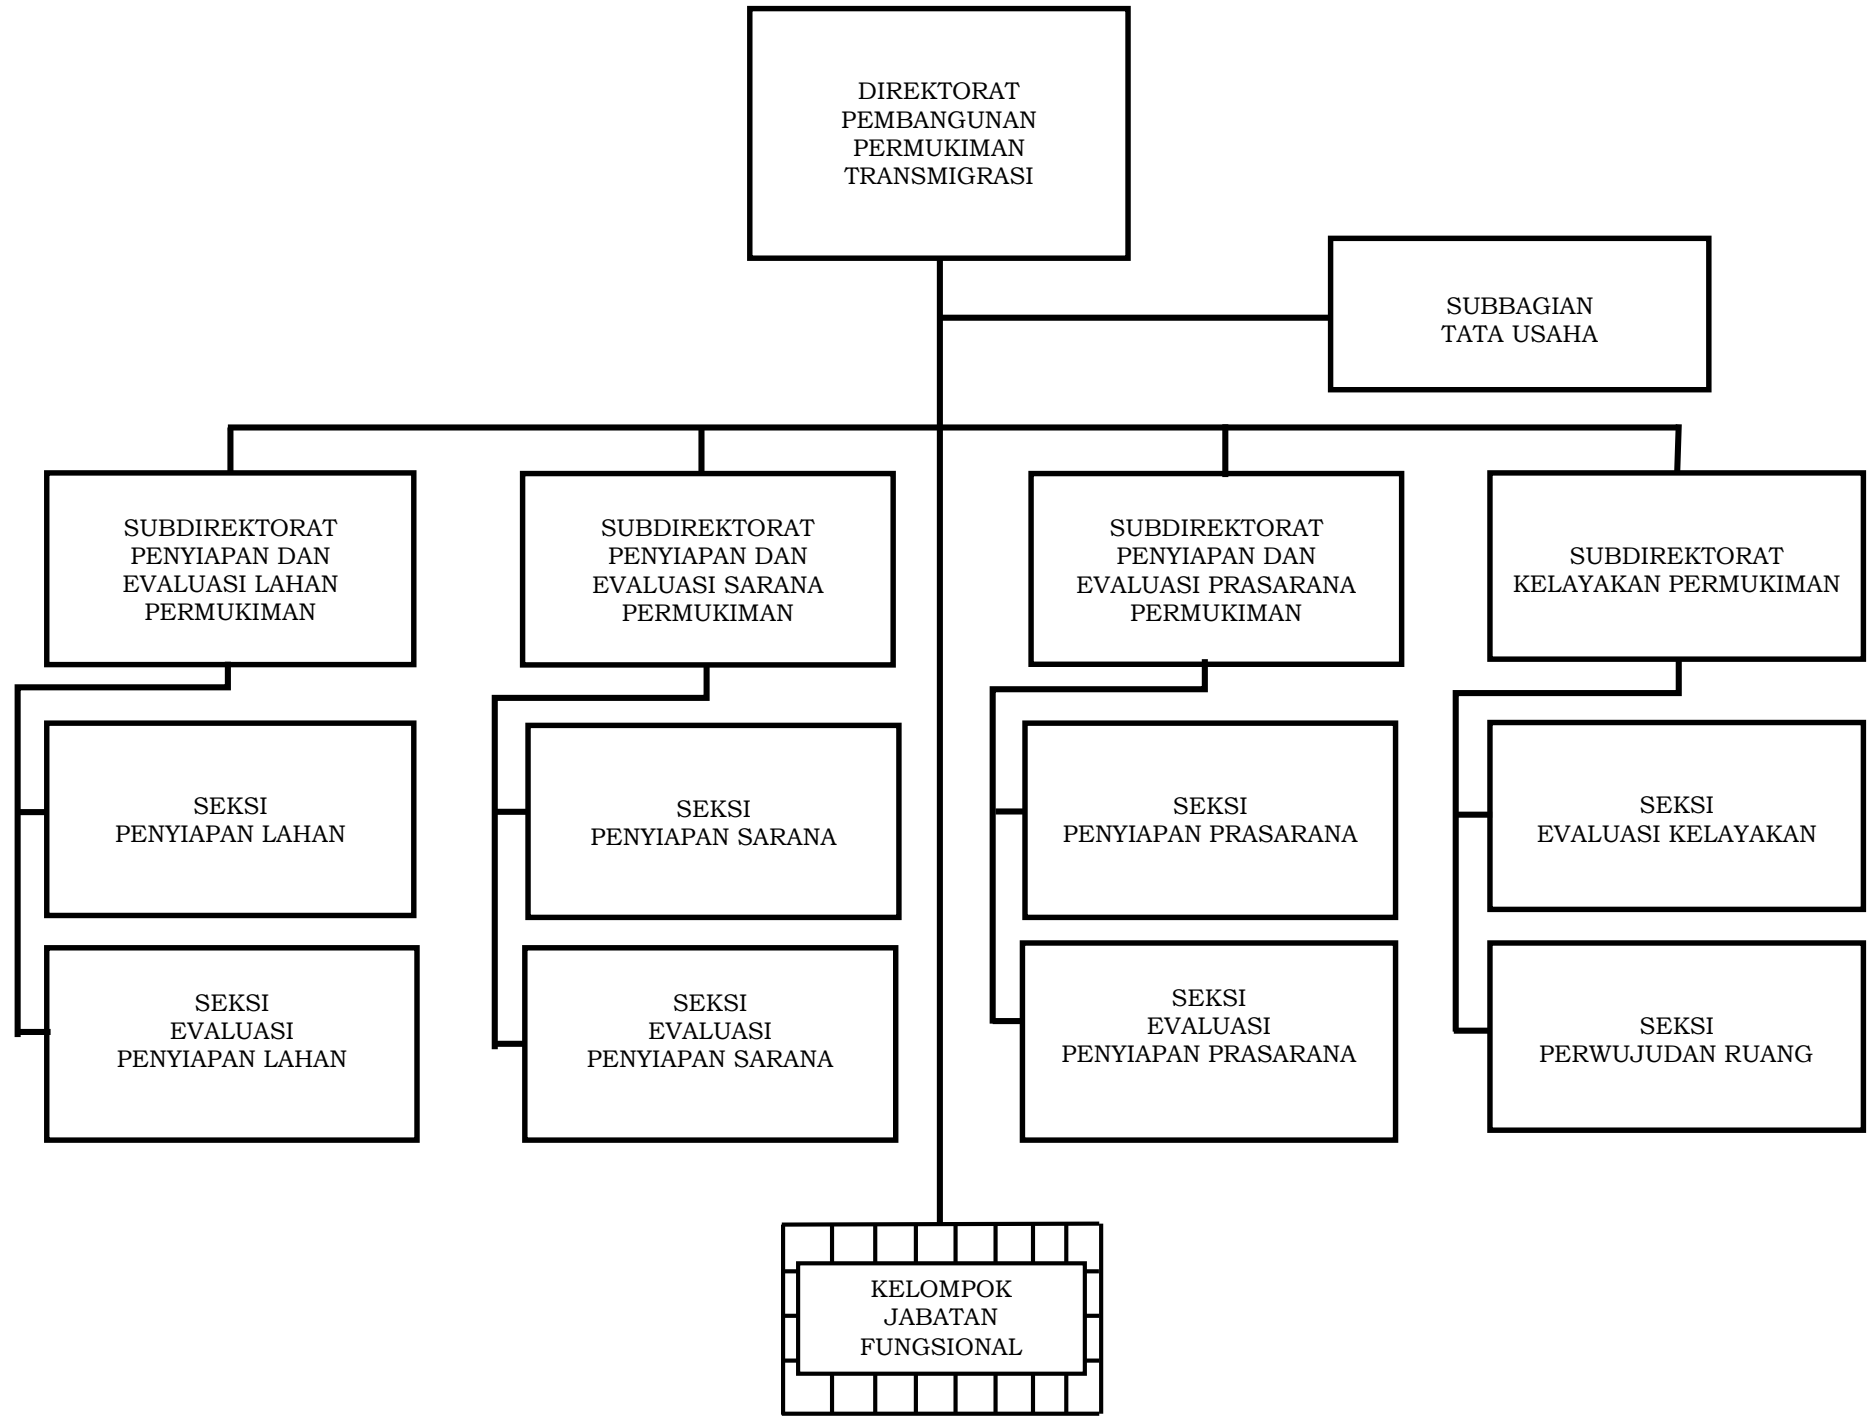 DIREKTORAT
PEMBANGUNAN
PERMUKIMAN
TRANSMIGRASI
SUBBAGIAN
TATA USAHA
SUBDIREKTORAT
PENYIAPAN DAN
EVALUASI LAHAN
PERMUKIMAN
SUBDIREKTORAT
PENYIAPAN DAN
EVALUASI SARANA
PERMUKIMAN
SUBDIREKTORAT
PENYIAPAN DAN
EVALUASI PRASARANA
PERMUKIMAN
SUBDIREKTORAT
KELAYAKAN PERMUKIMAN
SEKSI
PENYIAPAN LAHAN
SEKSI
PENYIAPAN SARANA
SEKSI
PENYIAPAN PRASARANA
SEKSI
EVALUASI KELAYAKAN
SEKSI
EVALUASI
PENYIAPAN LAHAN
SEKSI
EVALUASI
PENYIAPAN SARANA
SEKSI
EVALUASI
PENYIAPAN PRASARANA
SEKSI
PERWUJUDAN RUANG
KELOMPOK
JABATAN
FUNGSIONAL